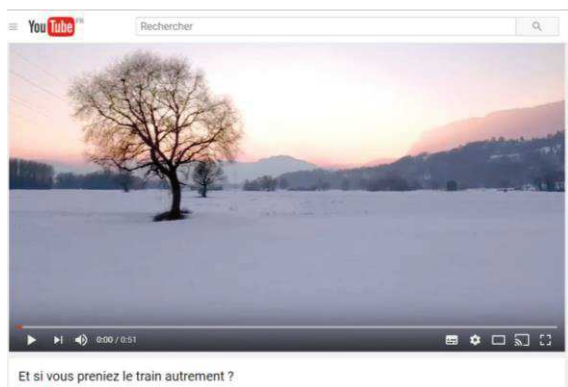 YouTube FR
Rechercher
0:00 / 0:51
Et si vous preniez le train autrement ?